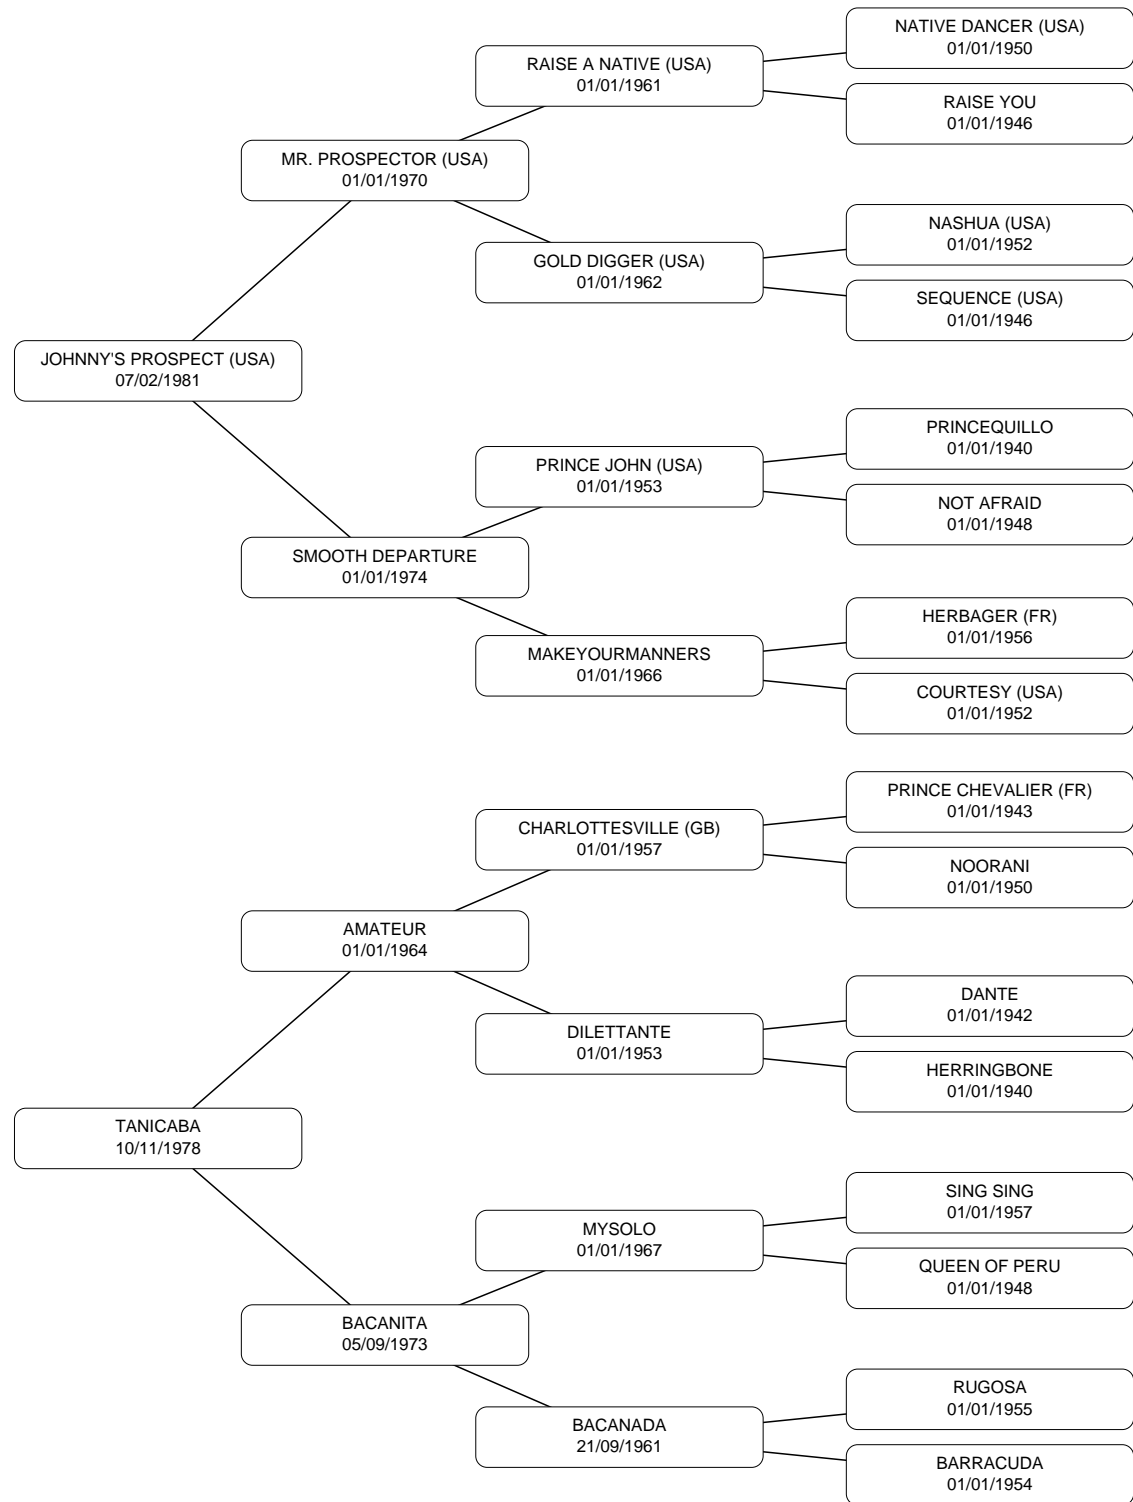 NATIVE DANCER (USA)
01/01/1950
RAISE A NATIVE (USA)
01/01/1961
RAISE YOU
01/01/1946
MR. PROSPECTOR (USA)
01/01/1970
NASHUA (USA)
01/01/1952
GOLD DIGGER (USA)
01/01/1962
SEQUENCE (USA)
01/01/1946
JOHNNY'S PROSPECT (USA)
07/02/1981
PRINCEQUILLO
01/01/1940
PRINCE JOHN (USA)
01/01/1953
NOT AFRAID
01/01/1948
SMOOTH DEPARTURE
01/01/1974
HERBAGER (FR)
01/01/1956
MAKEYOURMANNERS
01/01/1966
COURTESY (USA)
01/01/1952
PRINCE CHEVALIER (FR)
01/01/1943
CHARLOTTESVILLE (GB)
01/01/1957
NOORANI
01/01/1950
AMATEUR
01/01/1964
DANTE
01/01/1942
DILETTANTE
01/01/1953
HERRINGBONE
01/01/1940
TANICABA
10/11/1978
SING SING
01/01/1957
MYSOLO
01/01/1967
QUEEN OF PERU
01/01/1948
BACANITA
05/09/1973
RUGOSA
01/01/1955
BACANADA
21/09/1961
BARRACUDA
01/01/1954